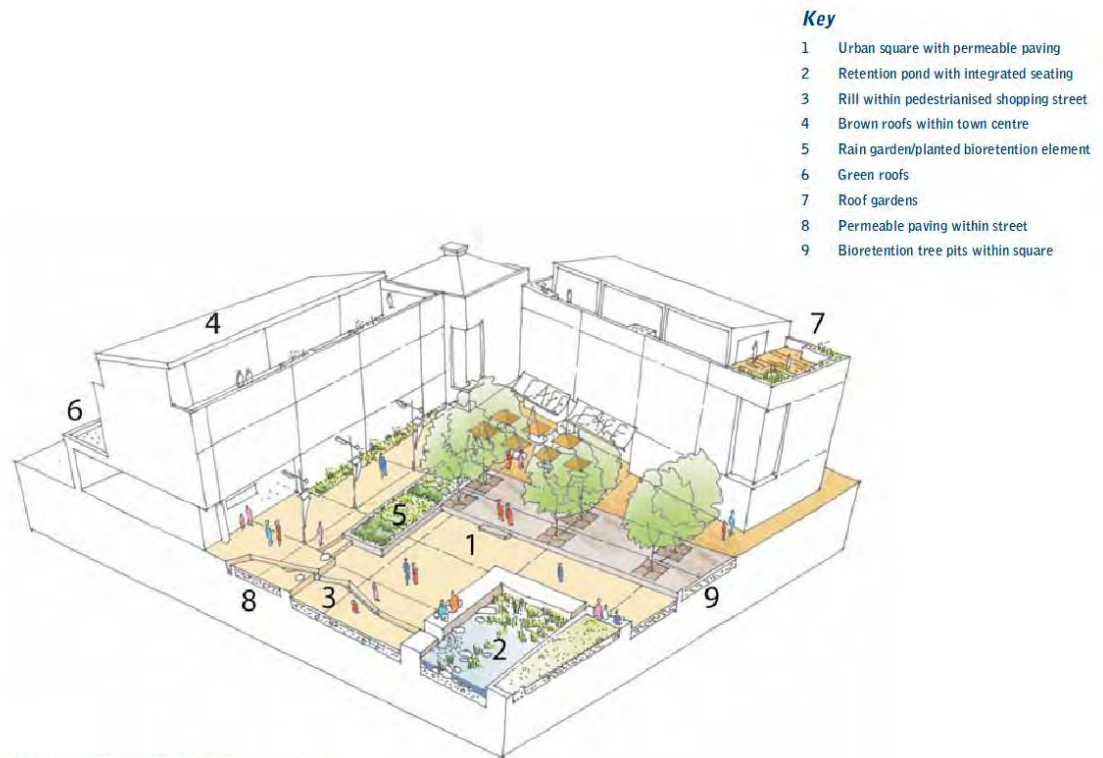 Key
1 Urban square with permeable paving
2 Retention pond with integrated seating
3 Rill within pedestrianised shopping street
4 Brown roofs within town centre
5 Rain garden/planted bioretention element
6 Green roofs
7 Roof gardens
8 Permeable paving within street
9 Bioretention tree pits within square
4
7
6
CAFE
CAFE
5
1
8
3
9
2